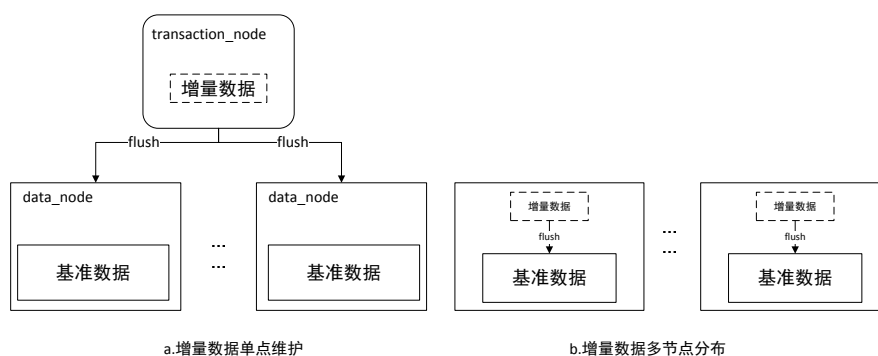 transaction_node
增量数据
flush
flush
data_node
基准数据
...
...
data_node
基准数据
a.增量数据单点维护
增量数据
flush
基准数据
...
...
增量数据
flush
基准数据
b.增量数据多节点分布